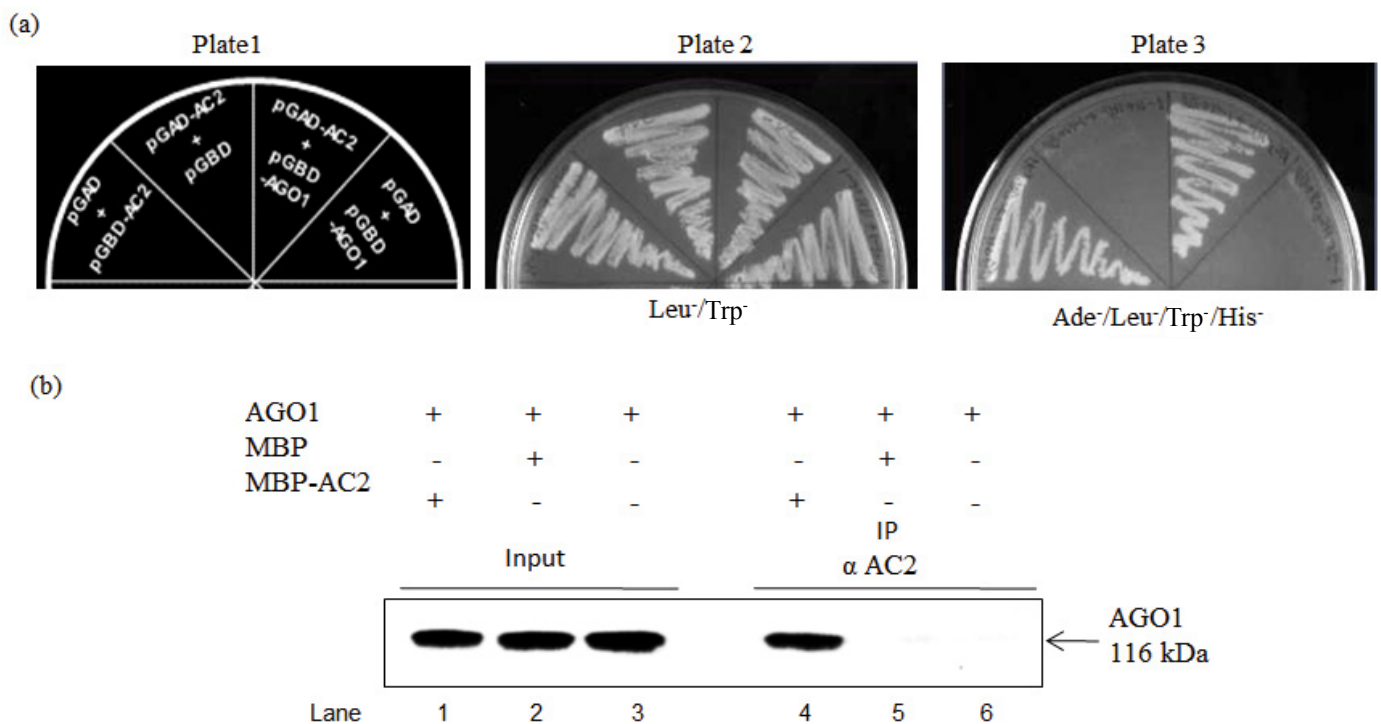 (a)
Plate1 Plate 2 Plate 3
pGAD
+
pGBD-AC2
pGAD-AC2
+
pGBD
pGAD-AC2
+
pGBD
-AGO1
pGAD
+
pGBD
-AGO1
Leu⁻/Trp⁻ Ade⁻/Leu⁻/Trp⁻/His⁻
(b)
AGO1 + + + + + +
MBP - + - - + -
MBP-AC2 + - - + - -
IP
Input α AC2
AGO1
116 kDa
Lane 1 2 3 4 5 6